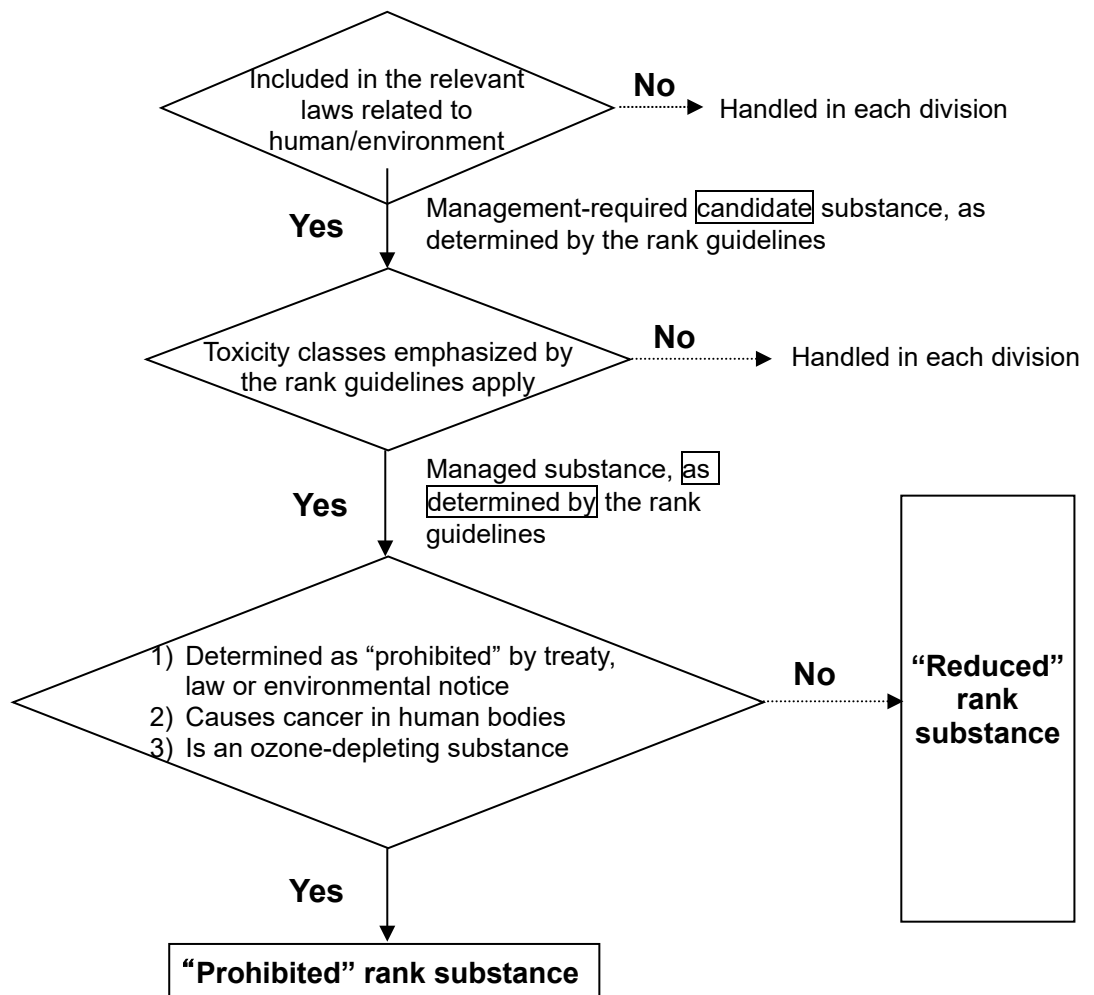 Included in the relevant
laws related to
human/environment
No
Handled in each division
Yes
Management-required candidate substance, as
determined by the rank guidelines
Toxicity classes emphasized by
the rank guidelines apply
No
Handled in each division
Yes
Managed substance, as
determined by the rank
guidelines
1) Determined as “prohibited” by treaty,
law or environmental notice
2) Causes cancer in human bodies
3) Is an ozone-depleting substance
No
“Reduced”
rank
substance
Yes
“Prohibited” rank substance